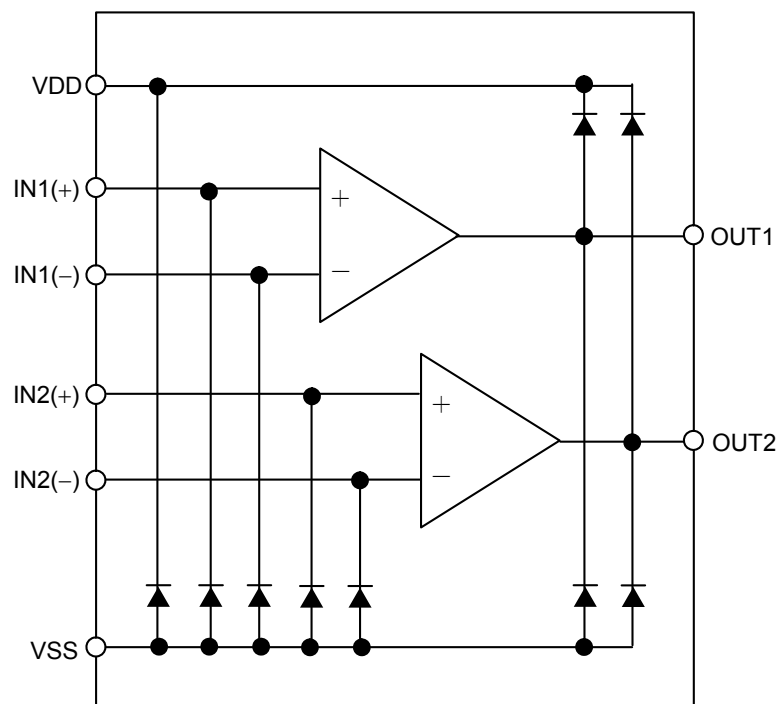 VDD
IN1(+)
+
OUT1
IN1(−)
−
IN2(+)
+
OUT2
IN2(−)
−
VSS